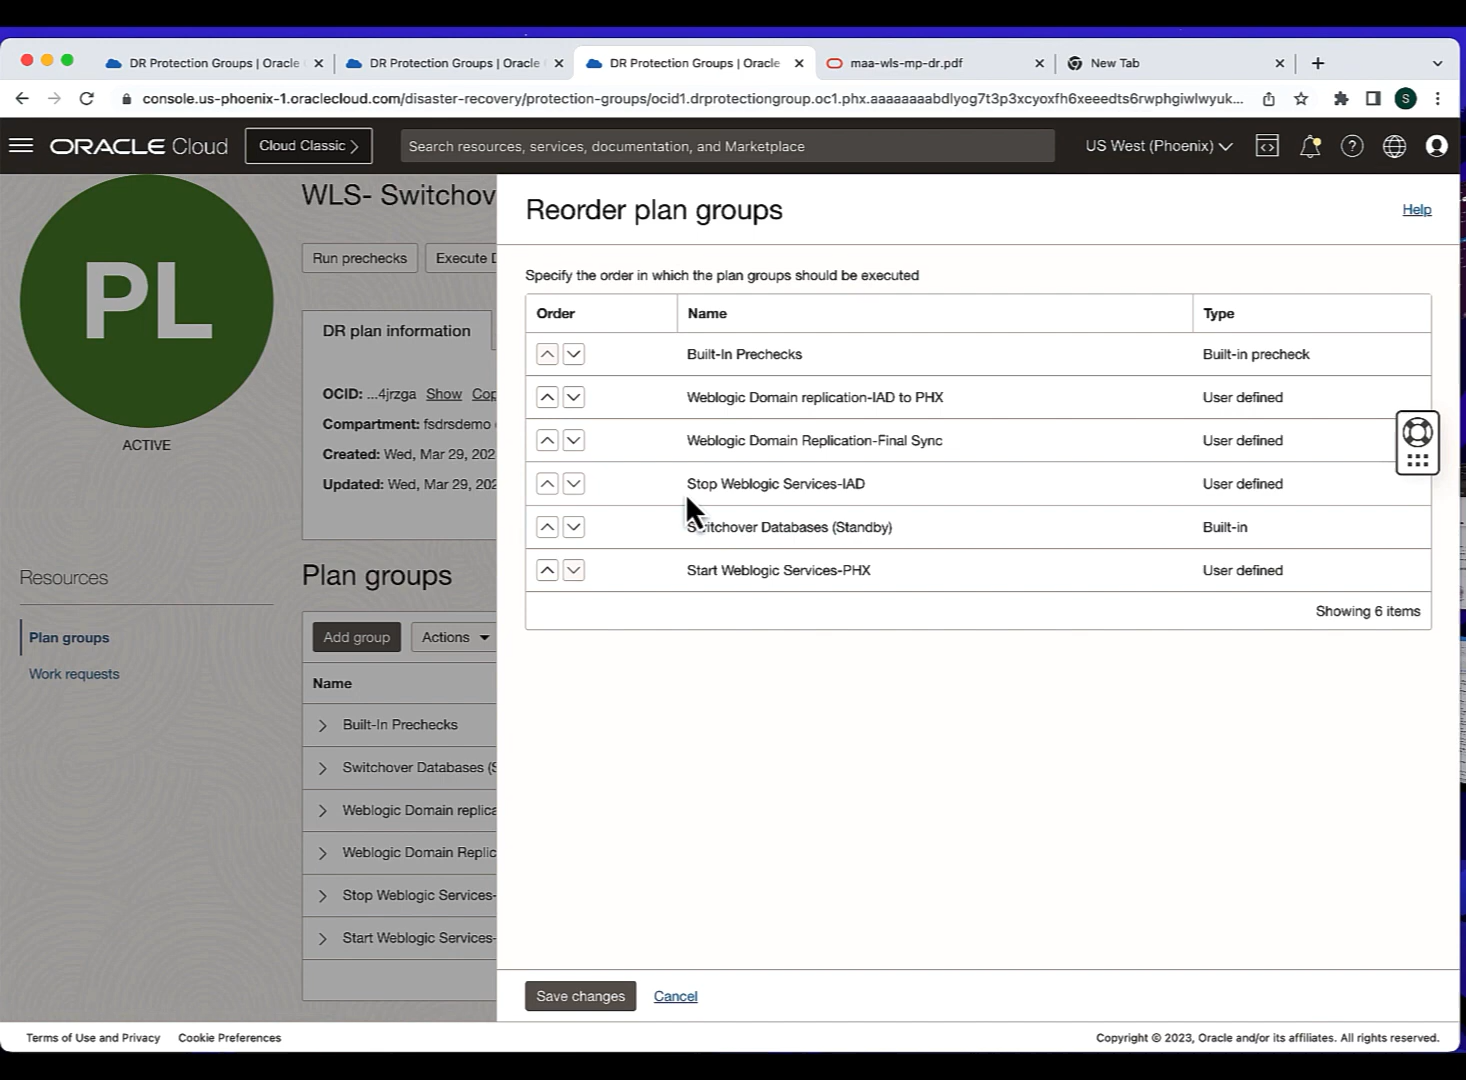 DR Protection Groups | Oracle
DR Protection Groups | Oracle
DR Protection Groups | Oracle
maa-wls-mp-dr.pdf
New Tab
console.us-phoenix-1.oraclecloud.com/disaster-recovery/protection-groups/ocid1.drprotectiongroup.oc1.phx.aaaaaaaabdlyog7t3p3xcyoxfh6xeeedts6rwphgiwlwyuk...
S
ORACLE Cloud
Cloud Classic
Search resources, services, documentation, and Marketplace
US West (Phoenix)
PL
ACTIVE
Resources
Plan groups
Work requests
WLS- Switchov
Run prechecks
Execute D
DR plan information
OCID: ...4jrzga Show Cop
Compartment: fsdrsdemo
Created: Wed, Mar 29, 202
Updated: Wed, Mar 29, 202
Plan groups
Add group
Actions
Name
Built-In Prechecks
Switchover Databases (S
Weblogic Domain replica
Weblogic Domain Replic
Stop Weblogic Services-
Start Weblogic Services-
Reorder plan groups
Help
Specify the order in which the plan groups should be executed
Order Name Type
Built-In Prechecks Built-in precheck
Weblogic Domain replication-IAD to PHX User defined
Weblogic Domain Replication-Final Sync User defined
Stop Weblogic Services-IAD User defined
Switchover Databases (Standby) Built-in
Start Weblogic Services-PHX User defined
Showing 6 items
Save changes
Cancel
Terms of Use and Privacy
Cookie Preferences
Copyright © 2023, Oracle and/or its affiliates. All rights reserved.